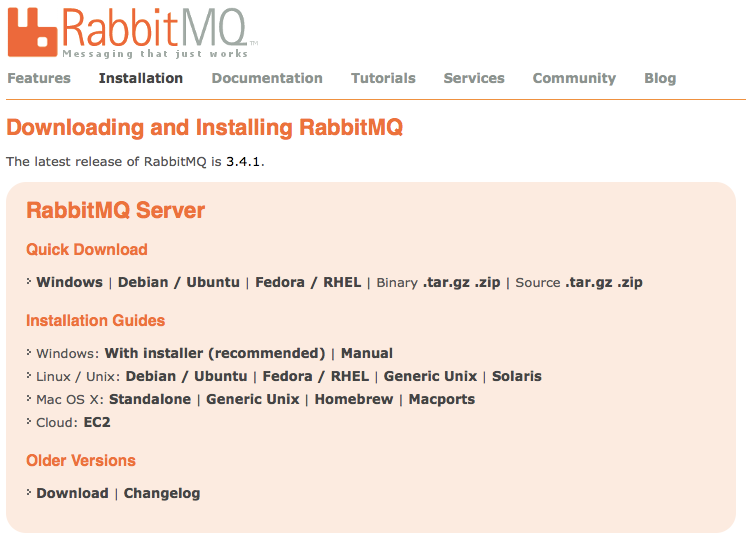 RabbitMQ™
Messaging that just works
Features Installation Documentation Tutorials Services Community Blog
Downloading and Installing RabbitMQ
The latest release of RabbitMQ is 3.4.1.
RabbitMQ Server
Quick Download
Windows | Debian / Ubuntu | Fedora / RHEL | Binary .tar.gz .zip | Source .tar.gz .zip
Installation Guides
Windows: With installer (recommended) | Manual
Linux / Unix: Debian / Ubuntu | Fedora / RHEL | Generic Unix | Solaris
Mac OS X: Standalone | Generic Unix | Homebrew | Macports
Cloud: EC2
Older Versions
Download | Changelog